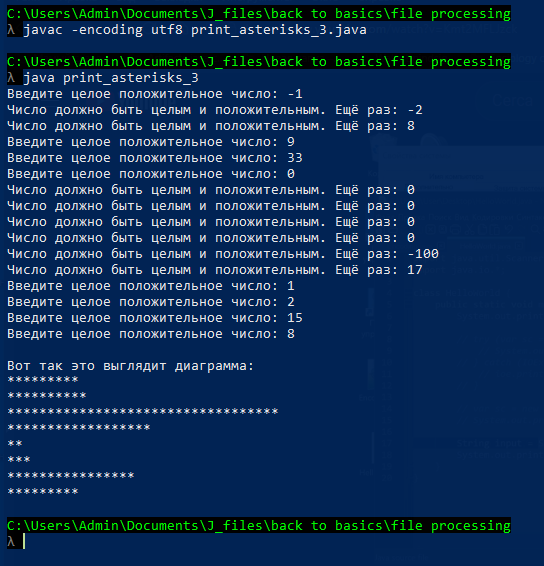 C:\Users\Admin\Documents\J_files\back to basics\file processing
λ javac -encoding utf8 print_asterisks_3.java
C:\Users\Admin\Documents\J_files\back to basics\file processing
λ java print_asterisks_3
Введите целое положительное число: -1
Число должно быть целым и положительным. Ещё раз: -2
Число должно быть целым и положительным. Ещё раз: 8
Введите целое положительное число: 9
Введите целое положительное число: 33
Введите целое положительное число: 0
Число должно быть целым и положительным. Ещё раз: 0
Число должно быть целым и положительным. Ещё раз: 0
Число должно быть целым и положительным. Ещё раз: 0
Число должно быть целым и положительным. Ещё раз: 0
Число должно быть целым и положительным. Ещё раз: -100
Число должно быть целым и положительным. Ещё раз: 17
Введите целое положительное число: 1
Введите целое положительное число: 2
Введите целое положительное число: 15
Введите целое положительное число: 8
Вот так это выглядит диаграмма:
*********
**********
**********************************
******************
**
***
****************
*********
C:\Users\Admin\Documents\J_files\back to basics\file processing
λ